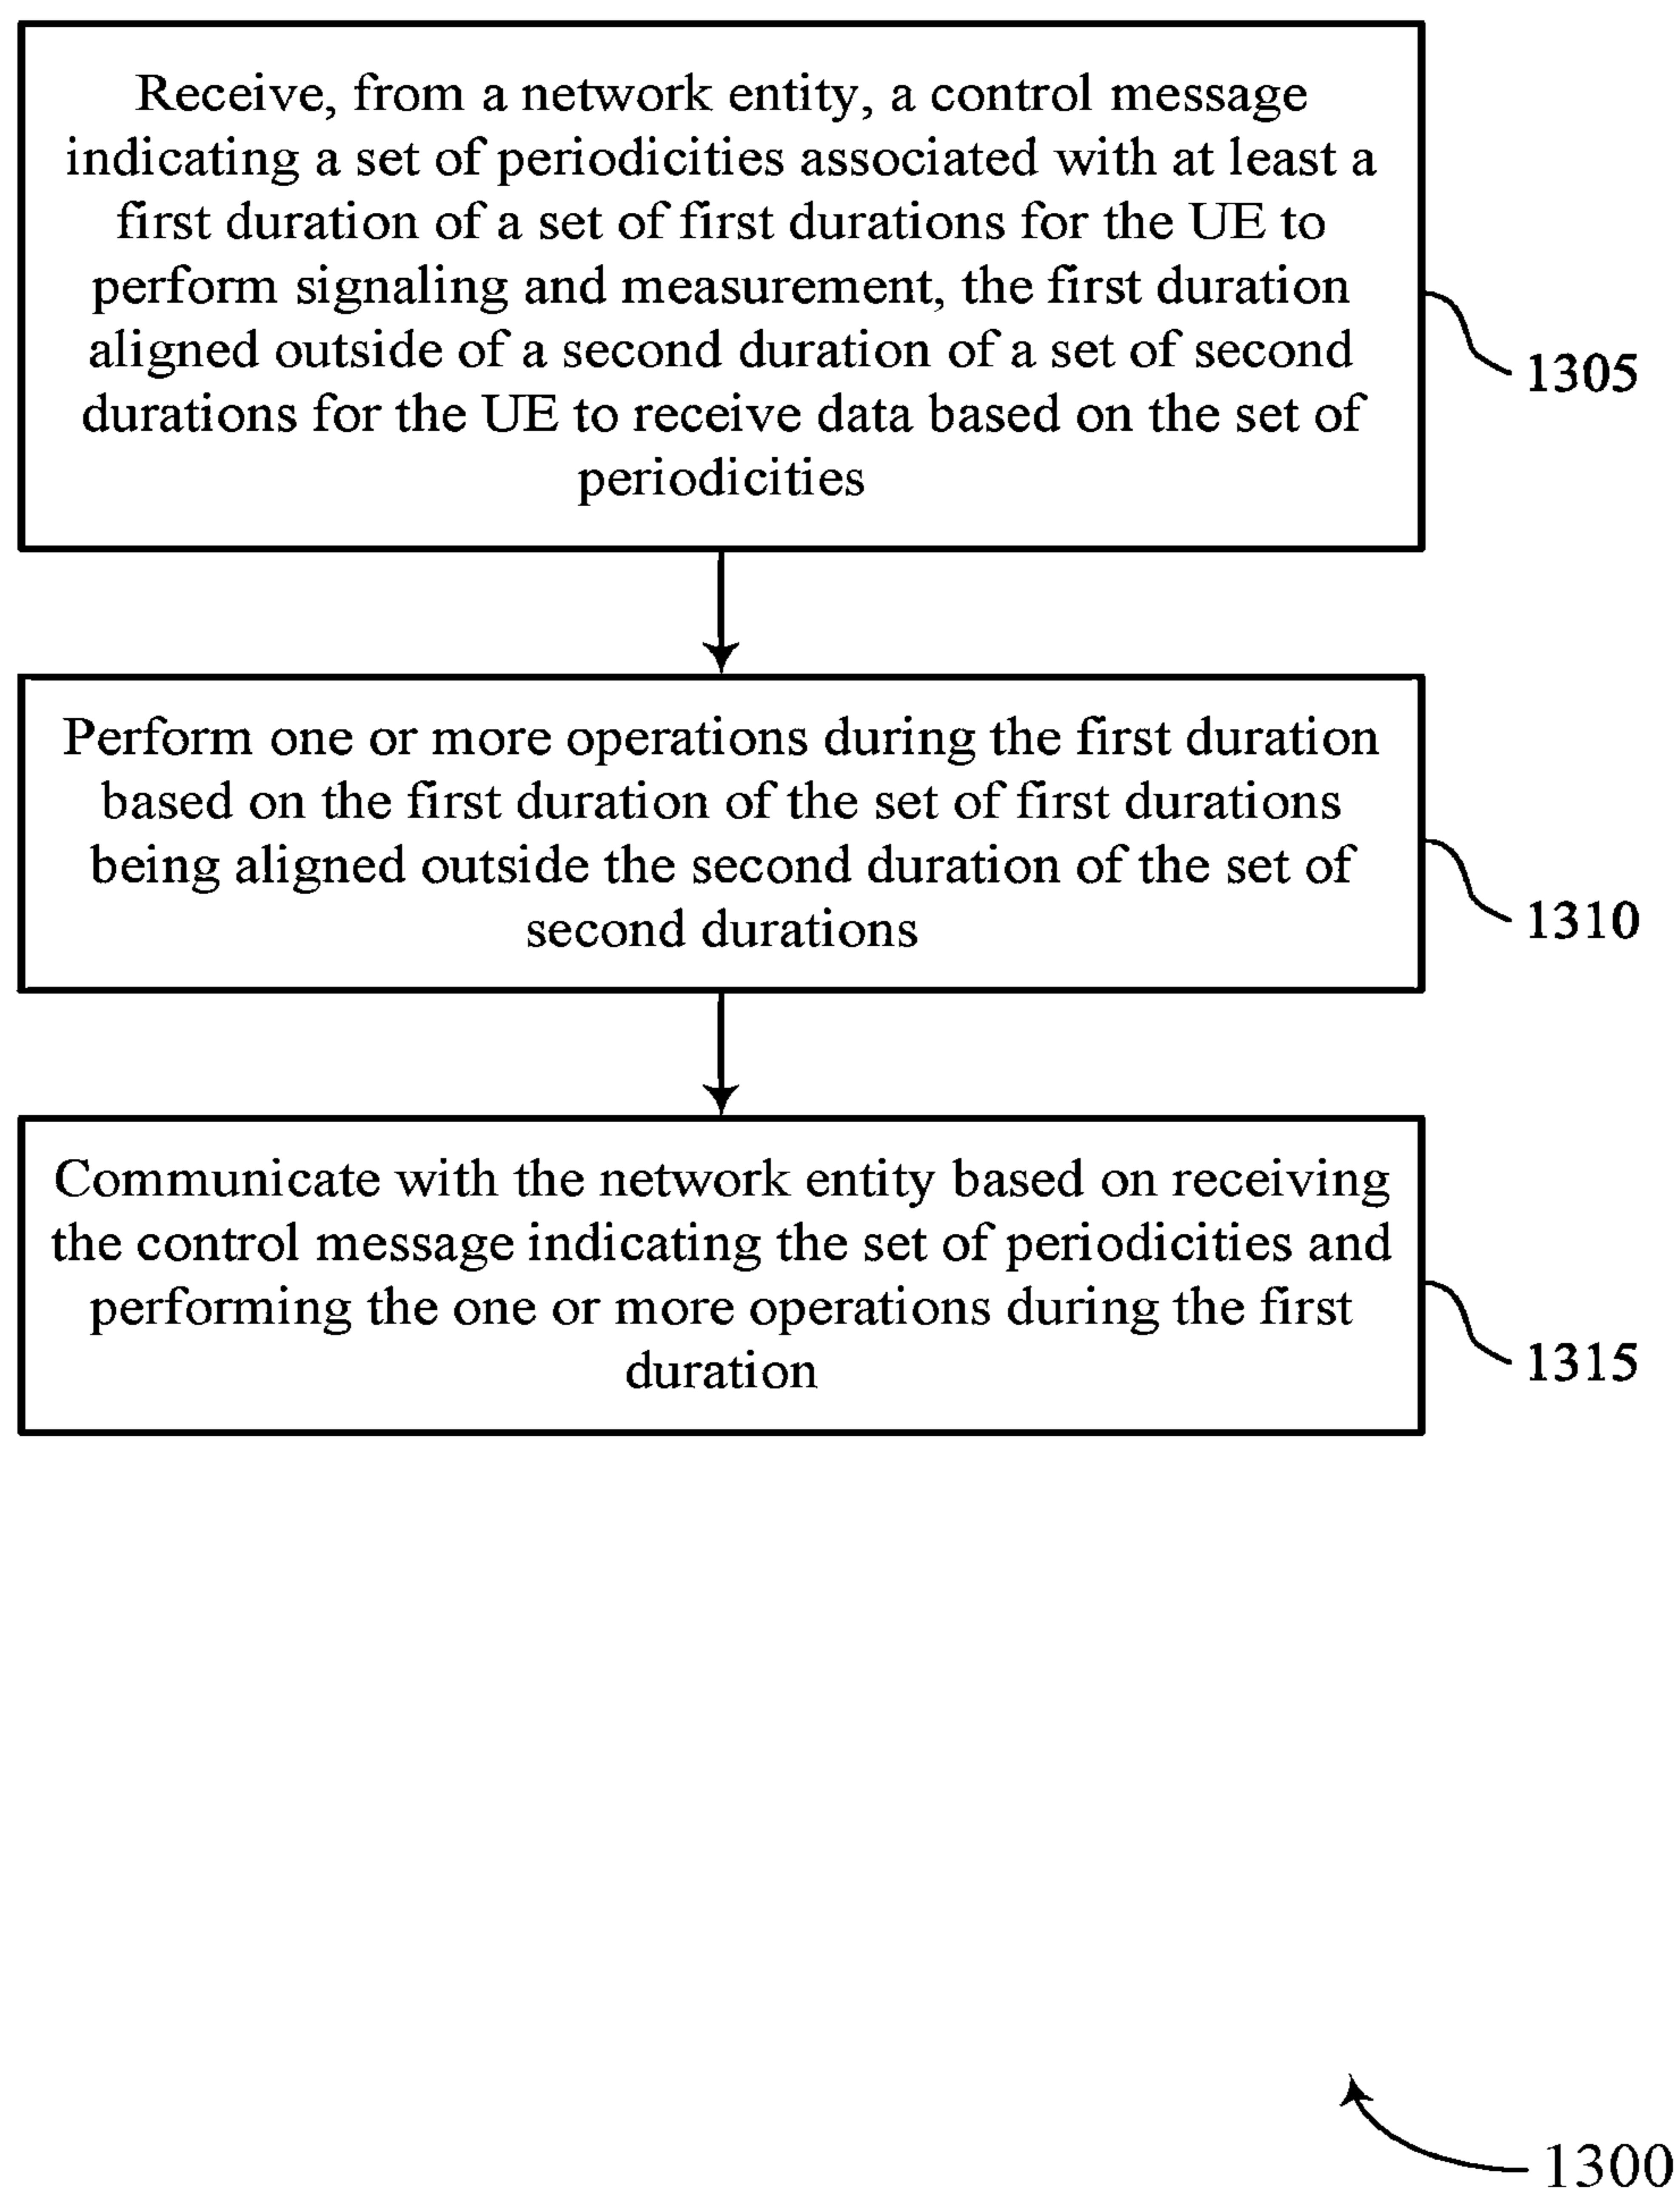 Receive, from a network entity, a control message
indicating a set of periodicities associated with at least a
first duration of a set of first durations for the UE to
perform signaling and measurement, the first duration
aligned outside of a second duration of a set of second
durations for the UE to receive data based on the set of
periodicities
1305
Perform one or more operations during the first duration
based on the first duration of the set of first durations
being aligned outside the second duration of the set of
second durations
1310
Communicate with the network entity based on receiving
the control message indicating the set of periodicities and
performing the one or more operations during the first
duration
1315
1300